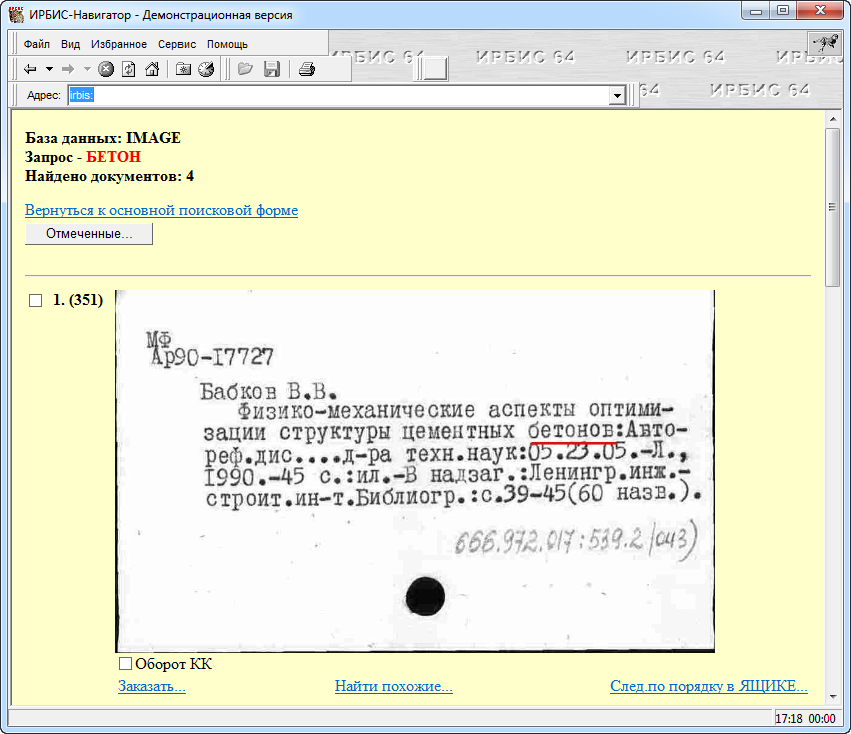 ИРБИС-Навигатор - Демонстрационная версия
Файл Вид Избранное Сервис Помощь
ИРБИС 64 ИРБИС 64 ИРБИС 64 ИРБИС
Адрес: irbis: 64 ИРБИС 64
База данных: IMAGE
Запрос - БЕТОН
Найдено документов: 4
Вернуться к основной поисковой форме
Отмеченные...
1. (351)
МФ
Ар90-17727
Бабков В.В.
Физико-механические аспекты оптими-
зации структуры цементных бетонов:Авто-
реф.дис....д-ра техн.наук:05.23.05.-Л.,
1990.-45 с.:ил.-В надзаг.:Ленингр.инж.-
строит.ин-т.Библиогр.:с.39-45(60 назв.).
666.972.017:539.2/043)
Оборот КК
Заказать... Найти похожие... След.по порядку в ЯЩИКЕ...
17:18 00:00